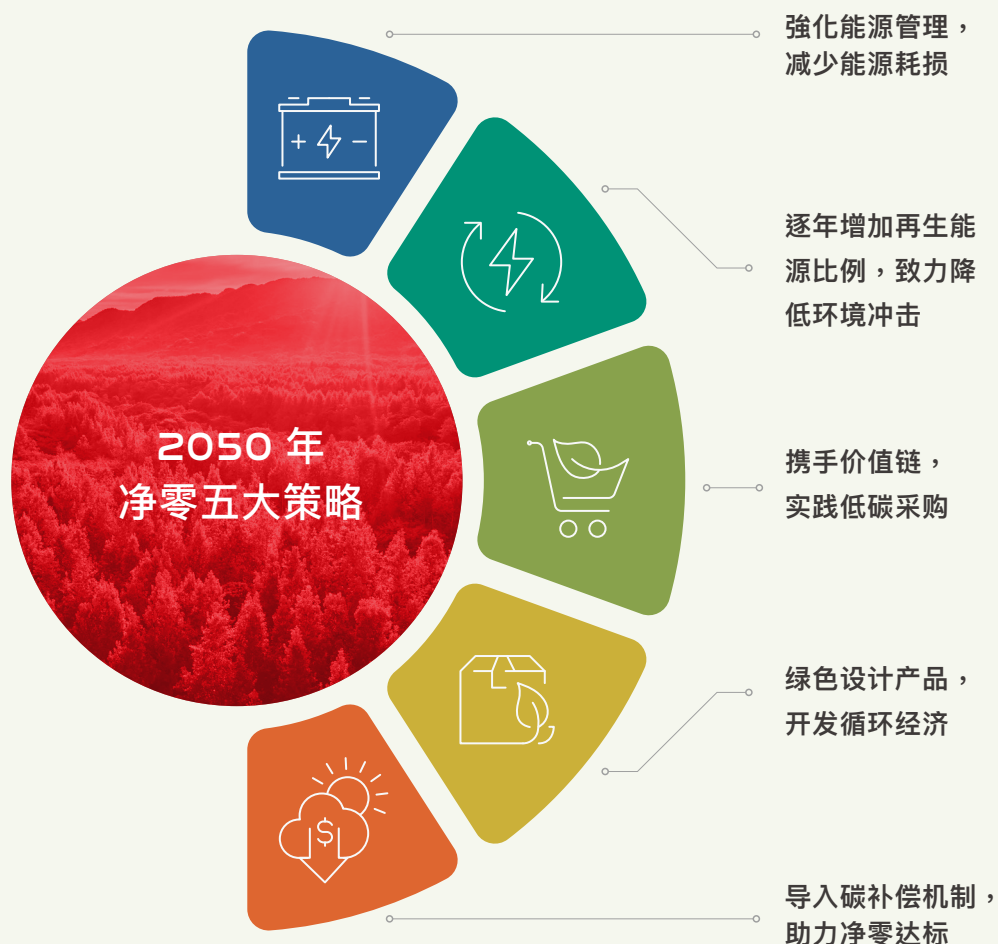 強化能源管理，
减少能源耗损
逐年增加再生能
源比例，致力降
低环境冲击
2050 年
净零五大策略
携手价值链，
实践低碳采购
绿色设计产品，
开发循环经济
$
导入碳补偿机制，
助力净零达标